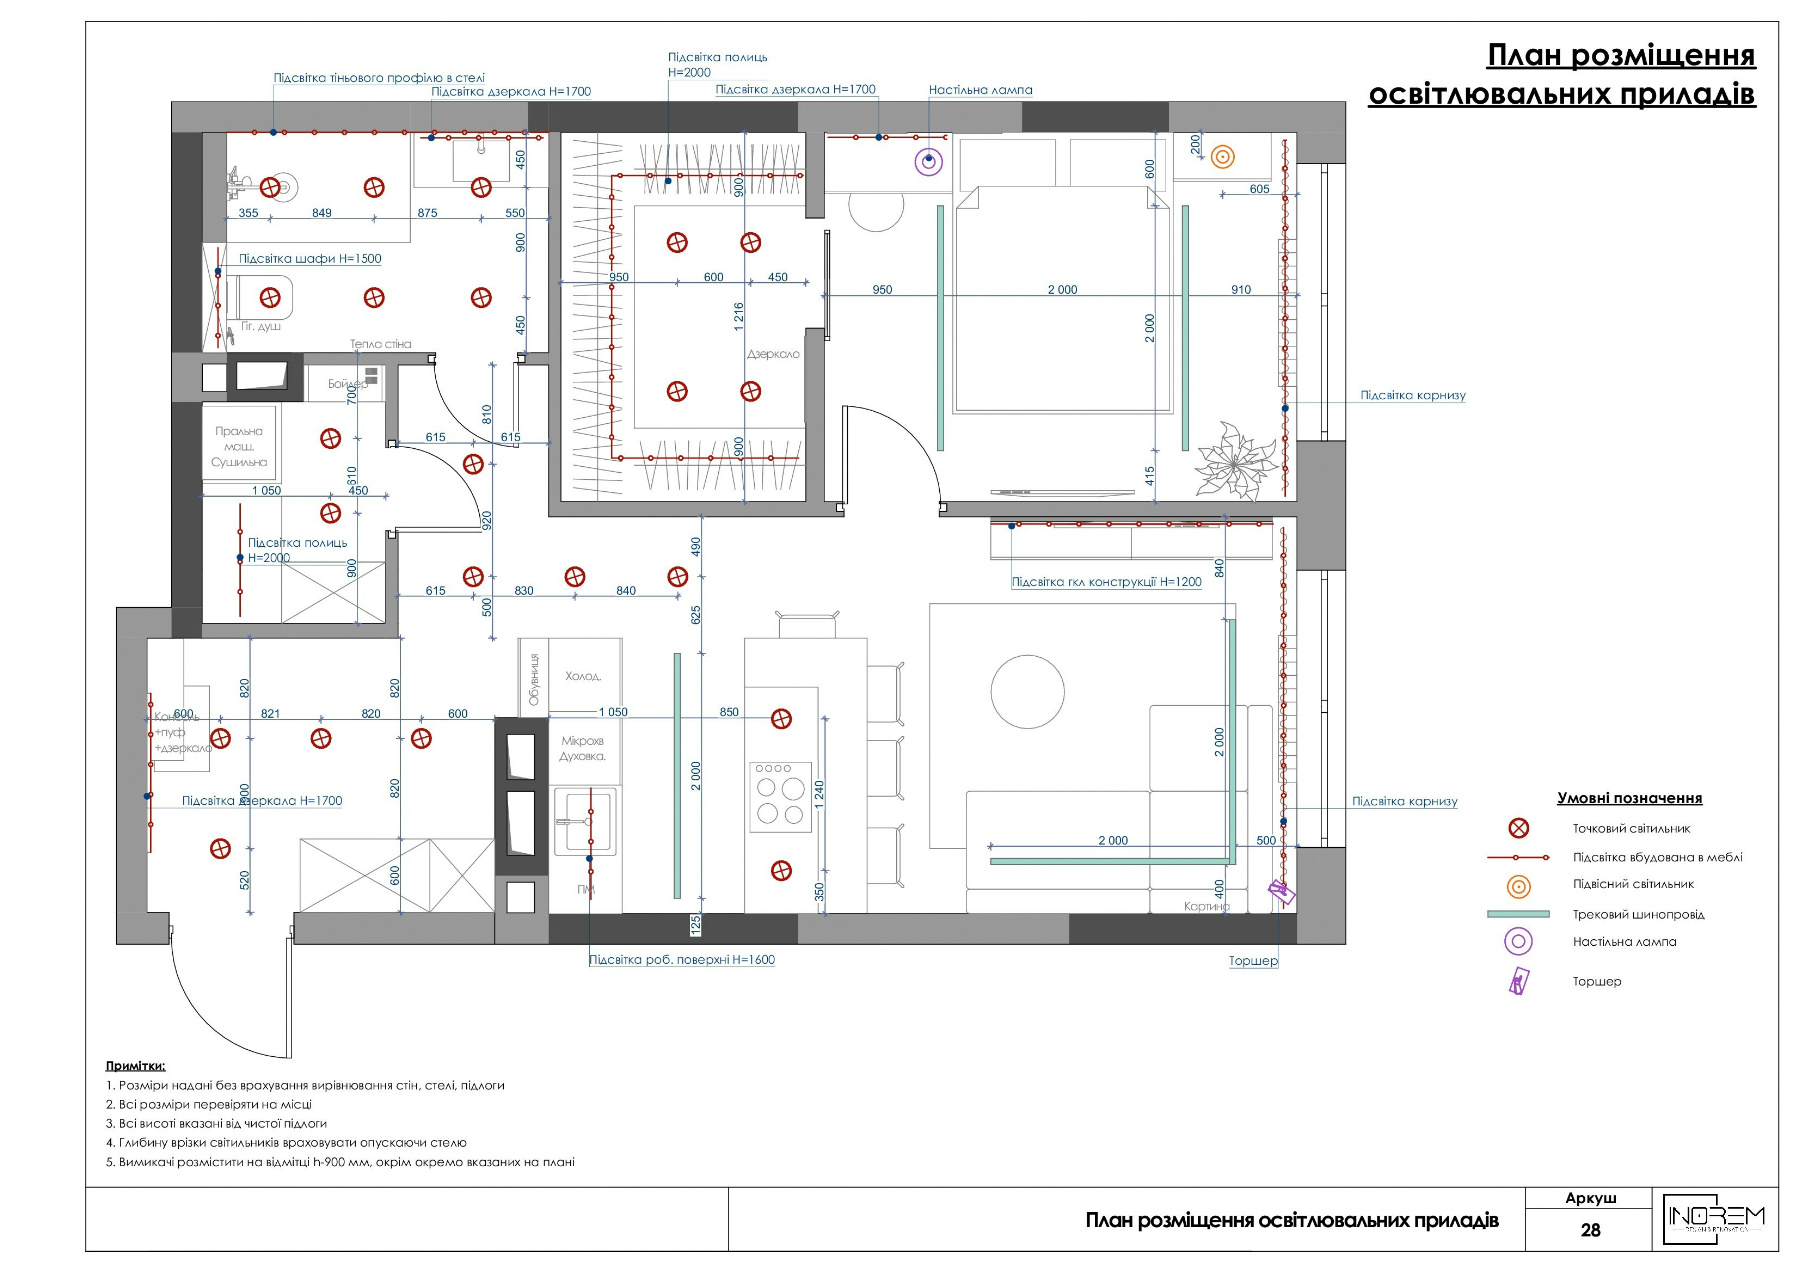 План розміщення
освітлювальних приладів
Підсвітка полиць
H=2000
Підсвітка тіньового профілю в стелі
Підсвітка дзеркала H=1700
Підсвітка дзеркала H=1700
Настільна лампа
450
200
600
900
605
355
849
875
550
900
Підсвітка шафи H=1500
950
600
450
950
2 000
910
1 216
450
2 000
Гіг. душ
Тепла стіна
Дзеркало
Бойлер
700
Підсвітка карнизу
810
Пральна
маш.
Сушильна
615
615
900
610
415
1 050
450
920
Підсвітка полиць
H=2000
490
900
840
Підсвітка гкл конструкції H=1200
615
830
840
500
625
Обувниця
Холод.
820
820
Консоль
+пуф
+дзеркало
600
821
820
600
1 050
850
Мікрохв
Духовка.
2 000
2 000
820
900
1 240
Підсвітка дзеркала H=1700
Підсвітка карнизу
2 000
500
520
600
ПМ
350
400
Картина
125
Підсвітка роб. поверхні H=1600
Торшер
Умовні позначення
Точковий світильник
Підсвітка вбудована в меблі
Підвісний світильник
Трековий шинопровід
Настільна лампа
Торшер
Примітки:
1. Розміри надані без врахування вирівнювання стін, стелі, підлоги
2. Всі розміри перевіряти на місці
3. Всі висоті вказані від чистої підлоги
4. Глибину врізки світильників враховувати опускаючи стелю
5. Вимикачі розмістити на відмітці h-900 мм, окрім окремо вказаних на плані
План розміщення освітлювальних приладів
Аркуш
28
INOREM